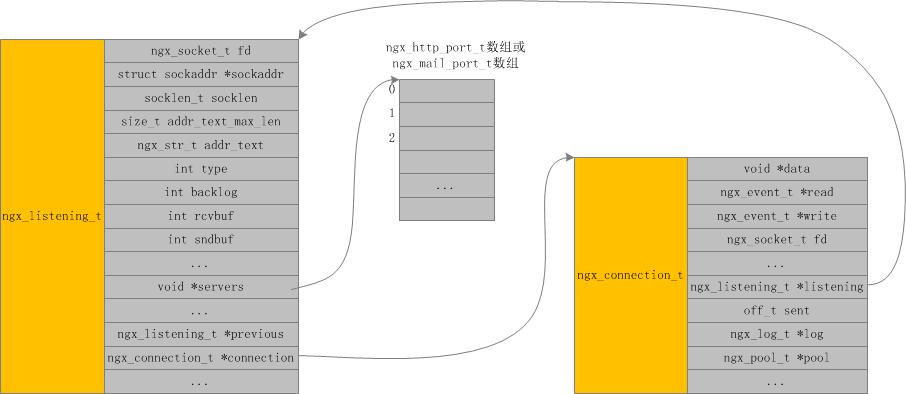 ngx_listening_t
ngx_socket_t fd
struct sockaddr *sockaddr
socklen_t socklen
size_t addr_text_max_len
ngx_str_t addr_text
int type
int backlog
int rcvbuf
int sndbuf
...
void *servers
...
ngx_listening_t *previous
ngx_connection_t *connection
...
ngx_http_port_t数组或
ngx_mail_port_t数组
0
1
2
...
ngx_connection_t
void *data
ngx_event_t *read
ngx_event_t *write
ngx_socket_t fd
...
ngx_listening_t *listening
off_t sent
ngx_log_t *log
ngx_pool_t *pool
...